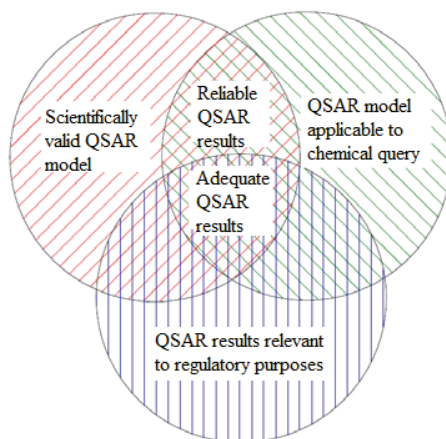 Scientifically
valid QSAR
model
Reliable
QSAR
results
QSAR model
applicable to
chemical query
Adequate
QSAR
results
QSAR results relevant
to regulatory purposes